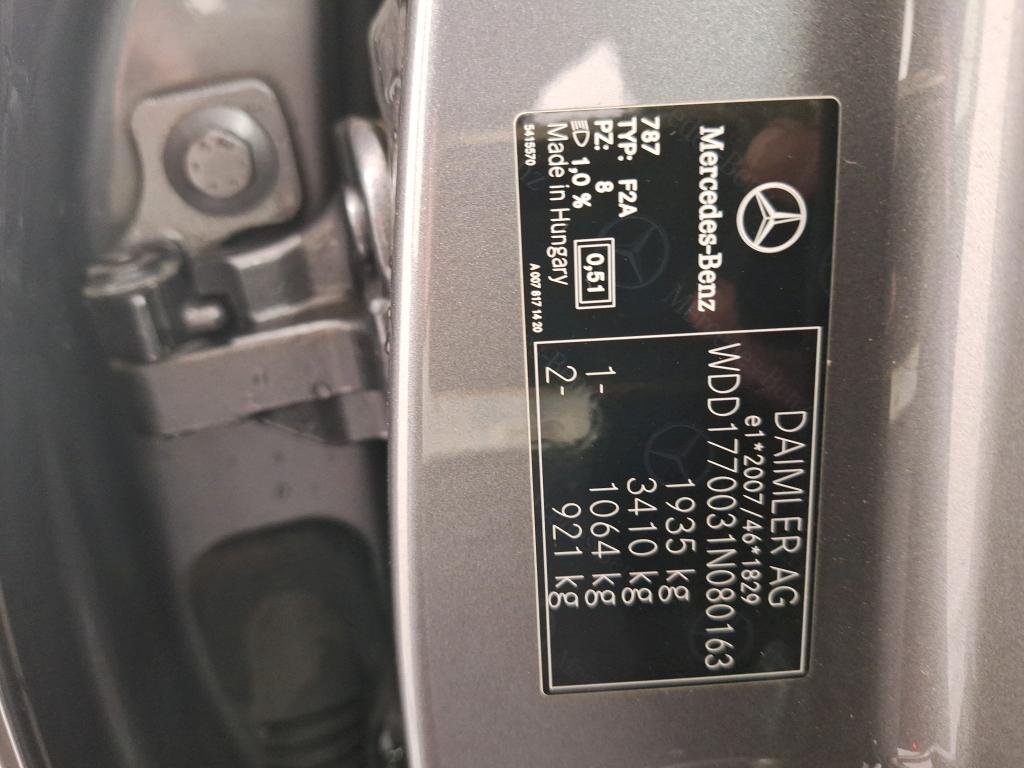 Mercedes-Benz
787
TYP: F2A
PZ: 8
1,0 %
0,51
Made in Hungary
5415570
A 007 817 14 20
DAIMLER AG
e1*2007/46*1829
WDD1770031N080163
1935 kg
3410 kg
1- 1064 kg
2- 921 kg